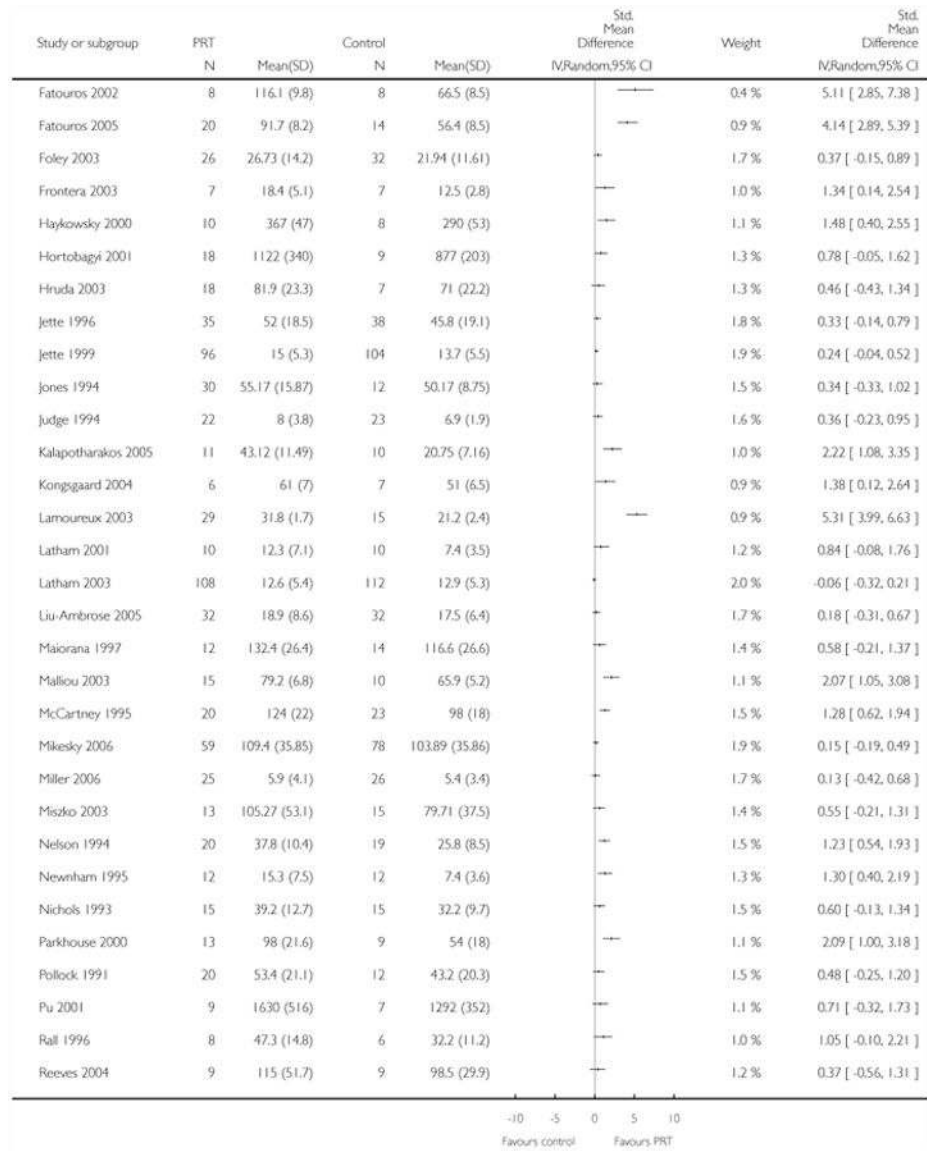 Std. Mean Difference Std. Mean Difference
Study or subgroup PRT Control Weight
N Mean(SD) N Mean(SD) IV,Random,95% CI IV,Random,95% CI
Fatouros 2002 8 116.1 (9.8) 8 66.5 (8.5) 0.4 % 5.11 [ 2.85, 7.38 ]
Fatouros 2005 20 91.7 (8.2) 14 56.4 (8.5) 0.9 % 4.14 [ 2.89, 5.39 ]
Foley 2003 26 26.73 (14.2) 32 21.94 (11.61) 1.7 % 0.37 [ -0.15, 0.89 ]
Frontera 2003 7 18.4 (5.1) 7 12.5 (2.8) 1.0 % 1.34 [ 0.14, 2.54 ]
Haykowsky 2000 10 367 (47) 8 290 (53) 1.1 % 1.48 [ 0.40, 2.55 ]
Hortobagyi 2001 18 1122 (340) 9 877 (203) 1.3 % 0.78 [ -0.05, 1.62 ]
Hruda 2003 18 81.9 (23.3) 7 71 (22.2) 1.3 % 0.46 [ -0.43, 1.34 ]
Jette 1996 35 52 (18.5) 38 45.8 (19.1) 1.8 % 0.33 [ -0.14, 0.79 ]
Jette 1999 96 15 (5.3) 104 13.7 (5.5) 1.9 % 0.24 [ -0.04, 0.52 ]
Jones 1994 30 55.17 (15.87) 12 50.17 (8.75) 1.5 % 0.34 [ -0.33, 1.02 ]
Judge 1994 22 8 (3.8) 23 6.9 (1.9) 1.6 % 0.36 [ -0.23, 0.95 ]
Kalapotharakos 2005 11 43.12 (11.49) 10 20.75 (7.16) 1.0 % 2.22 [ 1.08, 3.35 ]
Kongsgaard 2004 6 61 (7) 7 51 (6.5) 0.9 % 1.38 [ 0.12, 2.64 ]
Lamoureux 2003 29 31.8 (1.7) 15 21.2 (2.4) 0.9 % 5.31 [ 3.99, 6.63 ]
Latham 2001 10 12.3 (7.1) 10 7.4 (3.5) 1.2 % 0.84 [ -0.08, 1.76 ]
Latham 2003 108 12.6 (5.4) 112 12.9 (5.3) 2.0 % -0.06 [ -0.32, 0.21 ]
Liu-Ambrose 2005 32 18.9 (8.6) 32 17.5 (6.4) 1.7 % 0.18 [ -0.31, 0.67 ]
Maiorana 1997 12 132.4 (26.4) 14 116.6 (26.6) 1.4 % 0.58 [ -0.21, 1.37 ]
Malliou 2003 15 79.2 (6.8) 10 65.9 (5.2) 1.1 % 2.07 [ 1.05, 3.08 ]
McCartney 1995 20 124 (22) 23 98 (18) 1.5 % 1.28 [ 0.62, 1.94 ]
Mikesky 2006 59 109.4 (35.85) 78 103.89 (35.86) 1.9 % 0.15 [ -0.19, 0.49 ]
Miller 2006 25 5.9 (4.1) 26 5.4 (3.4) 1.7 % 0.13 [ -0.42, 0.68 ]
Miszko 2003 13 105.27 (53.1) 15 79.71 (37.5) 1.4 % 0.55 [ -0.21, 1.31 ]
Nelson 1994 20 37.8 (10.4) 19 25.8 (8.5) 1.5 % 1.23 [ 0.54, 1.93 ]
Newnham 1995 12 15.3 (7.5) 12 7.4 (3.6) 1.3 % 1.30 [ 0.40, 2.19 ]
Nichols 1993 15 39.2 (12.7) 15 32.2 (9.7) 1.5 % 0.60 [ -0.13, 1.34 ]
Parkhouse 2000 13 98 (21.6) 9 54 (18) 1.1 % 2.09 [ 1.00, 3.18 ]
Pollock 1991 20 53.4 (21.1) 12 43.2 (20.3) 1.5 % 0.48 [ -0.25, 1.20 ]
Pu 2001 9 1630 (516) 7 1292 (352) 1.1 % 0.71 [ -0.32, 1.73 ]
Rall 1996 8 47.3 (14.8) 6 32.2 (11.2) 1.0 % 1.05 [ -0.10, 2.21 ]
Reeves 2004 9 115 (51.7) 9 98.5 (29.9) 1.2 % 0.37 [ -0.56, 1.31 ]
-10 -5 0 5 10
Favours control Favours PRT